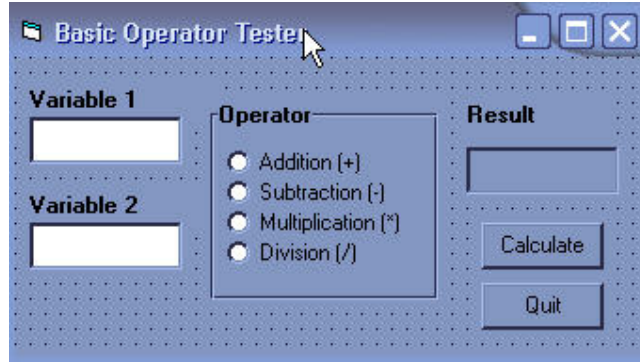 Basic Operator Tester
Variable 1
Variable 2
Operator
Addition (+)
Subtraction (-)
Multiplication (*)
Division (/)
Result
Calculate
Quit